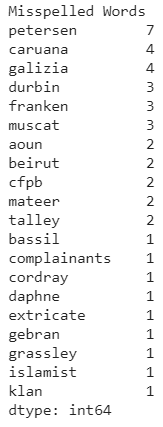 Misspelled Words
petersen 7
caruana 4
galizia 4
durbin 3
franken 3
muscat 3
aoun 2
beirut 2
cfpb 2
mateer 2
talley 2
bassil 1
complainants 1
cordray 1
daphne 1
extricate 1
gebran 1
grassley 1
islamist 1
klan 1
dtype: int64